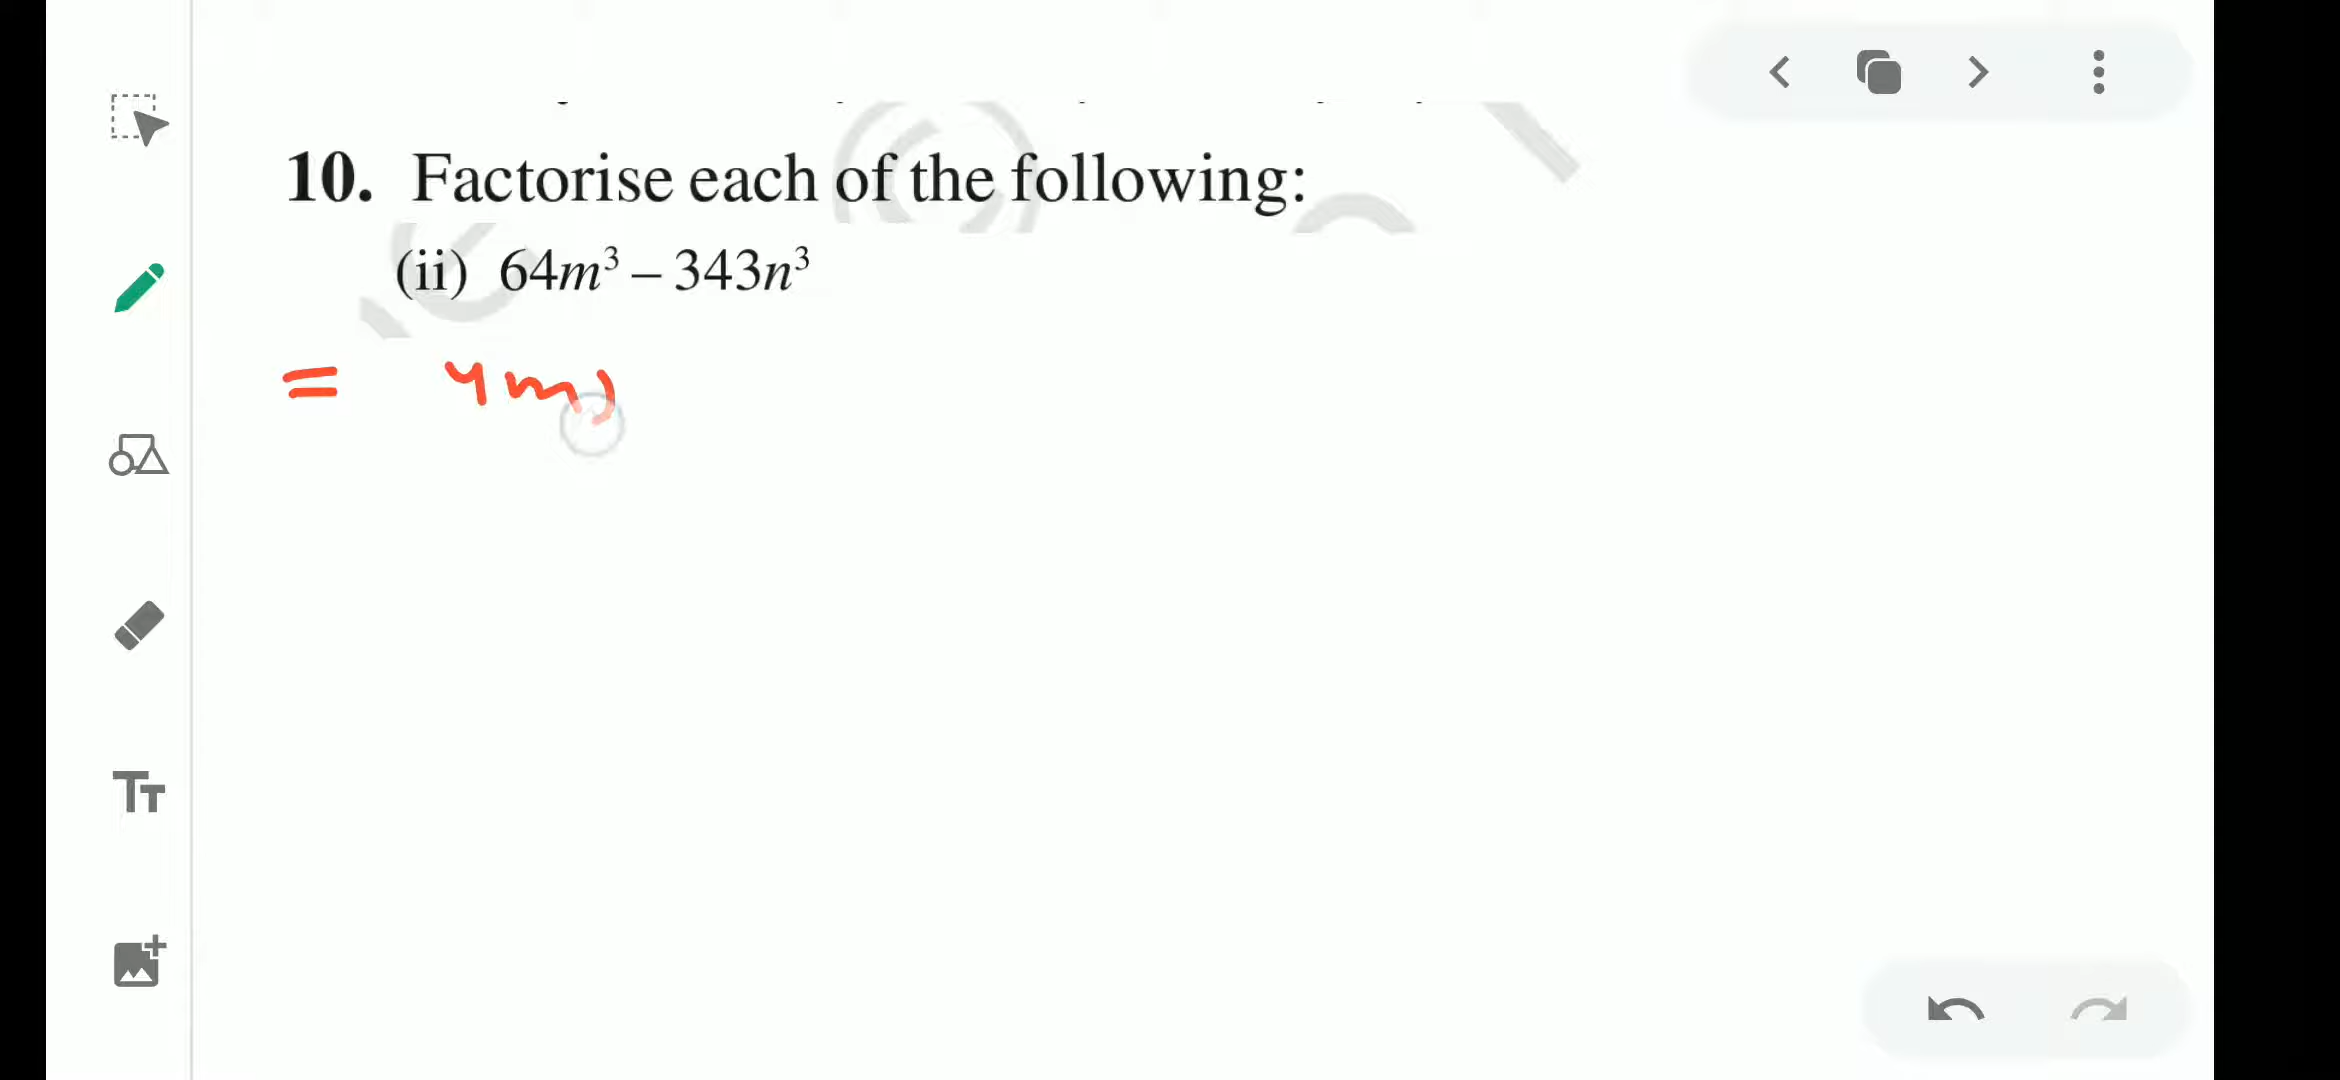 10. Factorise each of the following:
(ii) 64m³ – 343n³
= 4m)